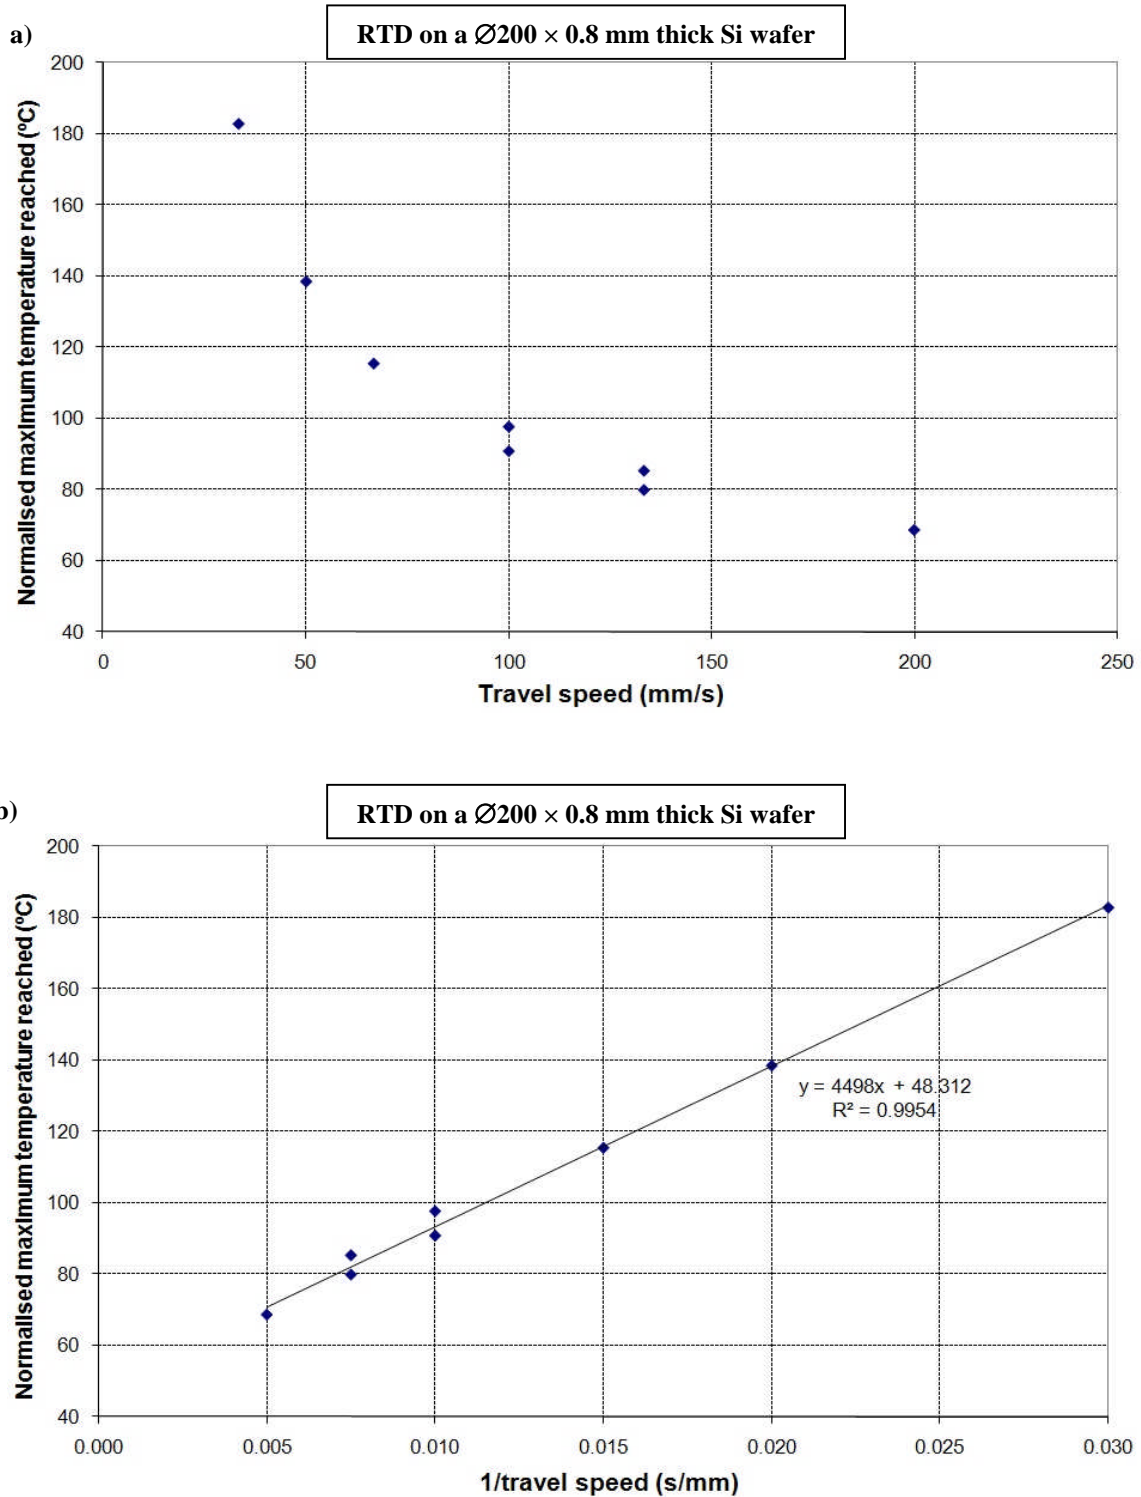 a)
RTD on a ∅200 × 0.8 mm thick Si wafer
200
180
160
140
120
100
80
60
40
Normalised maximum temperature reached (ºC)
0 50 100 150 200 250
Travel speed (mm/s)
b)
RTD on a ∅200 × 0.8 mm thick Si wafer
200
180
160
140
120
100
80
60
40
Normalised maximum temperature reached (ºC)
y = 4498x + 48.312
R² = 0.9954
0.000 0.005 0.010 0.015 0.020 0.025 0.030
1/travel speed (s/mm)